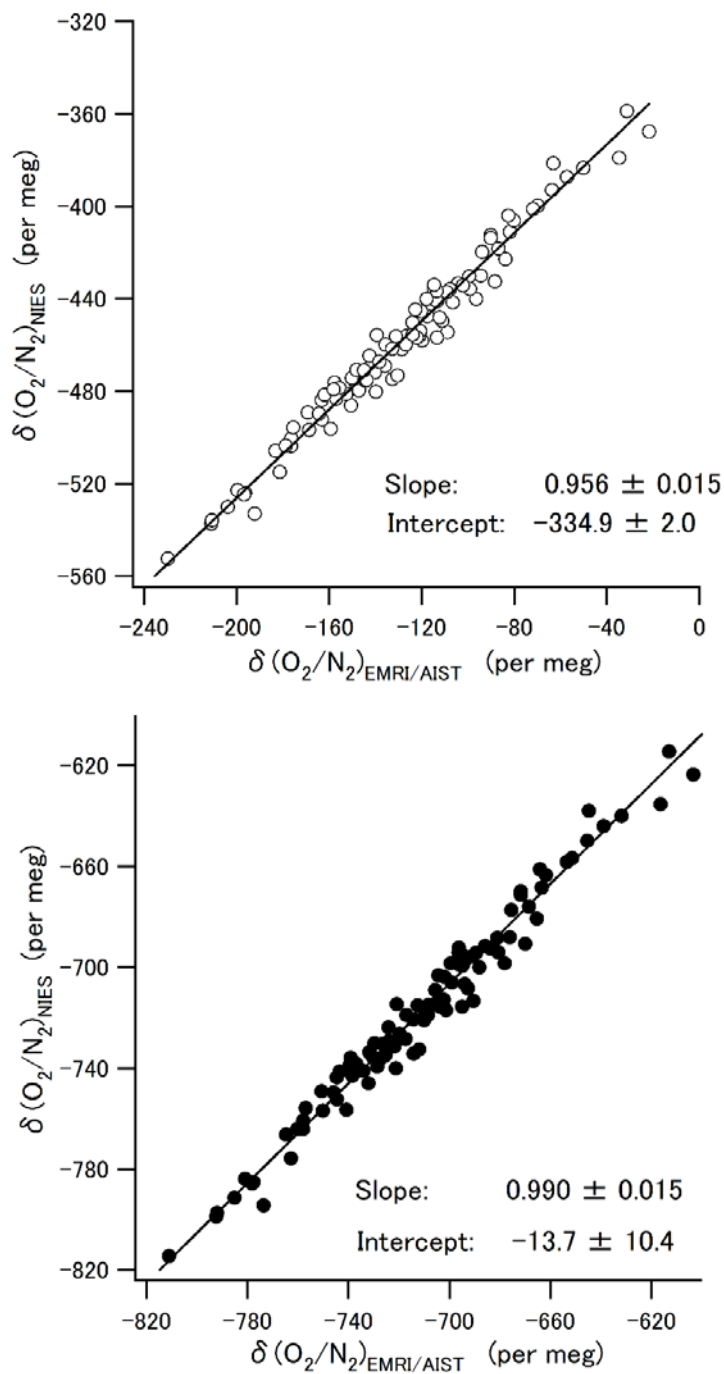 -320
-360
-400
-440
-480
-520
-560
δ(O₂/N₂)NIES (per meg)
Slope: 0.956 ± 0.015
Intercept: -334.9 ± 2.0
-240 -200 -160 -120 -80 -40 0
δ(O₂/N₂)EMRI/AIST (per meg)
-620
-660
-700
-740
-780
-820
δ(O₂/N₂)NIES (per meg)
Slope: 0.990 ± 0.015
Intercept: -13.7 ± 10.4
-820 -780 -740 -700 -660 -620
δ(O₂/N₂)EMRI/AIST (per meg)